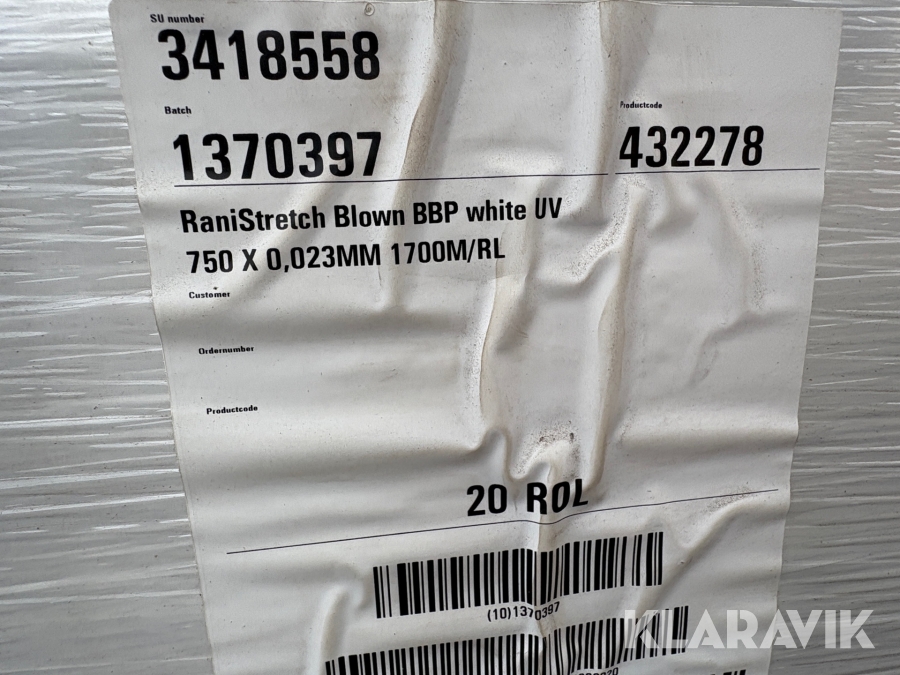 SU number
3418558
Batch
Productcode
1370397
432278
RaniStretch Blown BBP white UV
750 X 0,023MM 1700M/RL
Customer
Ordernumber
Productcode
20 ROL
(10)1370397
KLARAVIK